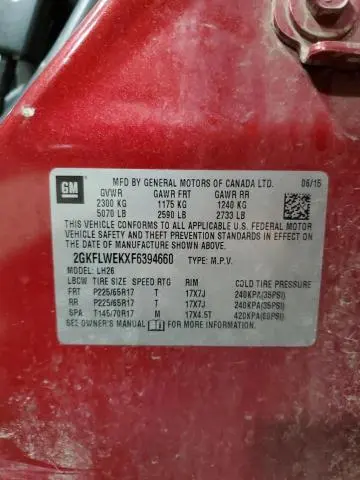 GM
MFD BY GENERAL MOTORS OF CANADA LTD. 06/15
GVWR GAWR FRT GAWR RR
2300 KG 1175 KG 1240 KG
5070 LB 2590 LB 2733 LB
THIS VEHICLE CONFORMS TO ALL APPLICABLE U.S. FEDERAL MOTOR
VEHICLE SAFETY AND THEFT PREVENTION STANDARDS IN EFFECT
ON THE DATE OF MANUFACTURE SHOWN ABOVE.
2GKFLWEKXF6394660 TYPE: M.P.V.
MODEL: LH26
LBCW TIRE SIZE SPEED RTG RIM COLD TIRE PRESSURE
FRT P225/65R17 T 17X7J 240KPA(35PSI)
RR P225/65R17 T 17X7J 240KPA(35PSI)
SPA T145/70R17 M 17X4.5T 420KPA(60PSI)
SEE OWNER'S MANUAL FOR ADDITIONAL INFORMATION.